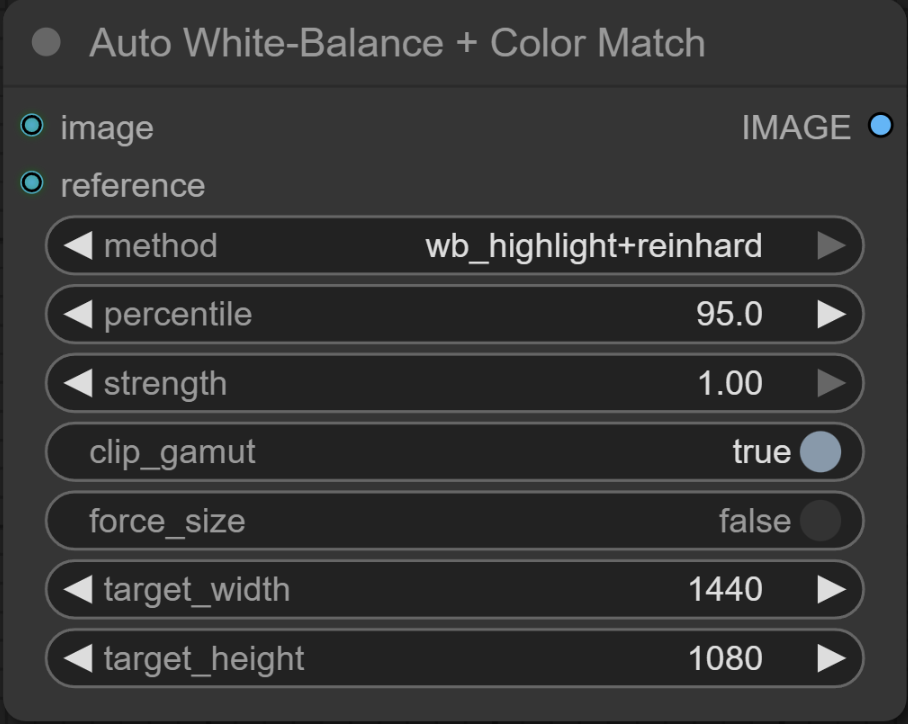 Auto White-Balance + Color Match
image IMAGE
reference
method wb_highlight+reinhard
percentile 95.0
strength 1.00
clip_gamut true
force_size false
target_width 1440
target_height 1080